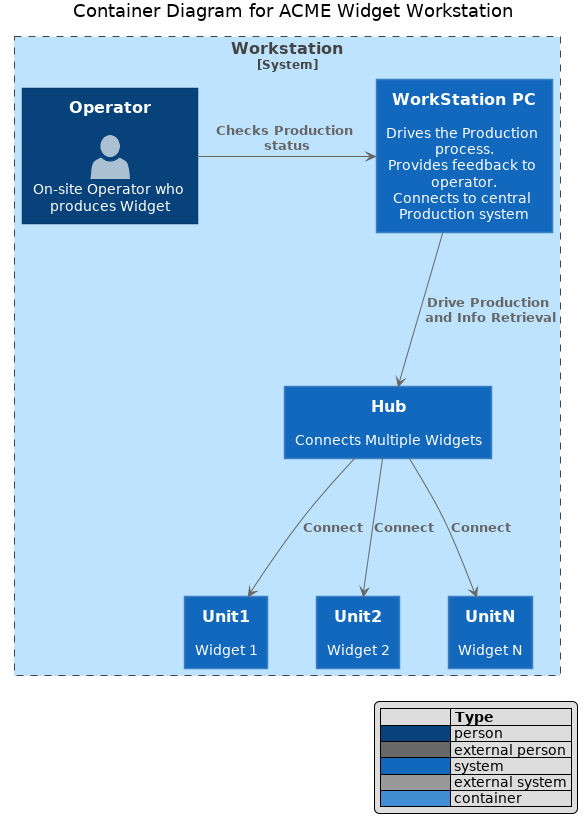 Container Diagram for ACME Widget Workstation
Workstation
[System]
Operator
On-site Operator who
produces Widget
Checks Production
status
WorkStation PC
Drives the Production
process.
Provides feedback to
operator.
Connects to central
Production system
Drive Production
and Info Retrieval
Hub
Connects Multiple Widgets
Connect
Connect
Connect
Unit1
Widget 1
Unit2
Widget 2
UnitN
Widget N
Type
person
external person
system
external system
container